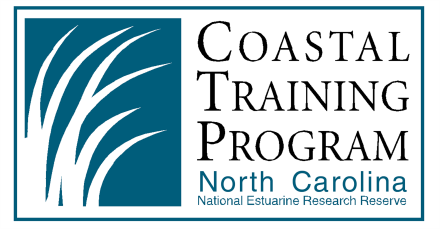 COASTAL
TRAINING
PROGRAM
North Carolina
National Estuarine Research Reserve